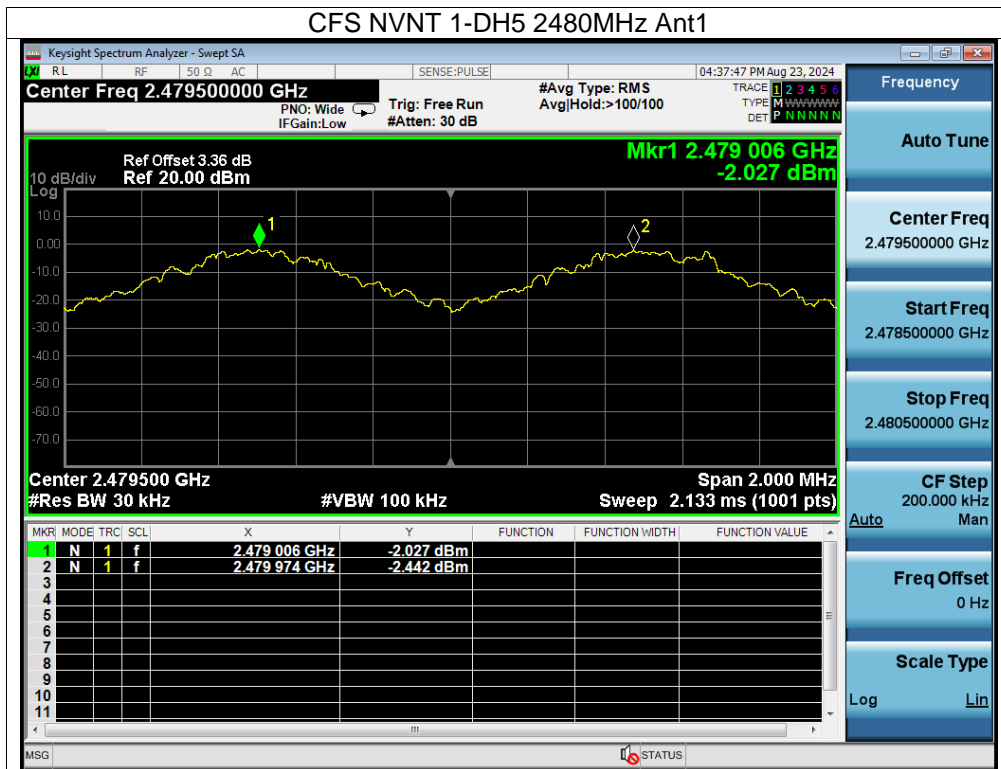 CFS NVNT 1-DH5 2480MHz Ant1
Keysight Spectrum Analyzer - Swept SA
LXI RL RF 50 Ω AC SENSE:PULSE 04:37:47 PM Aug 23, 2024
Center Freq 2.479500000 GHz #Avg Type: RMS TRACE 1 2 3 4 5 6
PNO: Wide Trig: Free Run Avg|Hold:>100/100 TYPE M WWWWW
IFGain:Low #Atten: 30 dB DET P N N N N N
Mkr1 2.479 006 GHz
-2.027 dBm
Ref Offset 3.36 dB
10 dB/div Ref 20.00 dBm
Log
10.0
0.00
-10.0
-20.0
-30.0
-40.0
-50.0
-60.0
-70.0
1
2
Center 2.479500 GHz Span 2.000 MHz
#Res BW 30 kHz #VBW 100 kHz Sweep 2.133 ms (1001 pts)
MKR MODE TRC SCL X Y FUNCTION FUNCTION WIDTH FUNCTION VALUE
1 N 1 f 2.479 006 GHz -2.027 dBm
2 N 1 f 2.479 974 GHz -2.442 dBm
3
4
5
6
7
8
9
10
11
MSG STATUS
Frequency
Auto Tune
Center Freq
2.479500000 GHz
Start Freq
2.478500000 GHz
Stop Freq
2.480500000 GHz
CF Step
200.000 kHz
Auto Man
Freq Offset
0 Hz
Scale Type
Log Lin